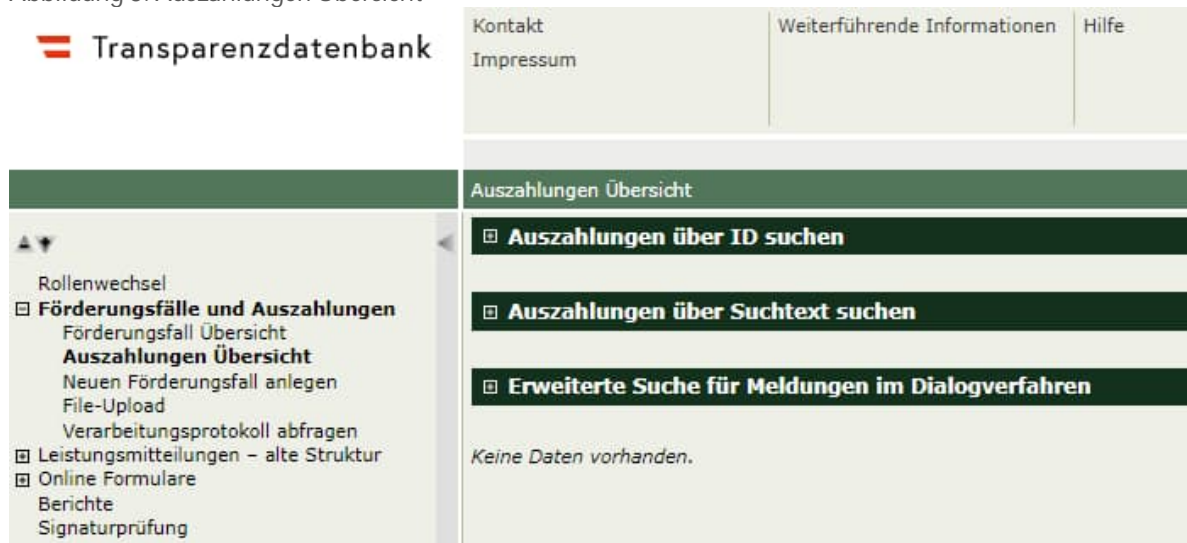 Transparenzdatenbank
Kontakt
Impressum
Weiterführende Informationen
Hilfe
Auszahlungen Übersicht
Rollenwechsel
Förderungsfälle und Auszahlungen
Förderungsfall Übersicht
Auszahlungen Übersicht
Neuen Förderungsfall anlegen
File-Upload
Verarbeitungsprotokoll abfragen
Leistungsmitteilungen – alte Struktur
Online Formulare
Berichte
Signaturprüfung
Auszahlungen über ID suchen
Auszahlungen über Suchtext suchen
Erweiterte Suche für Meldungen im Dialogverfahren
Keine Daten vorhanden.